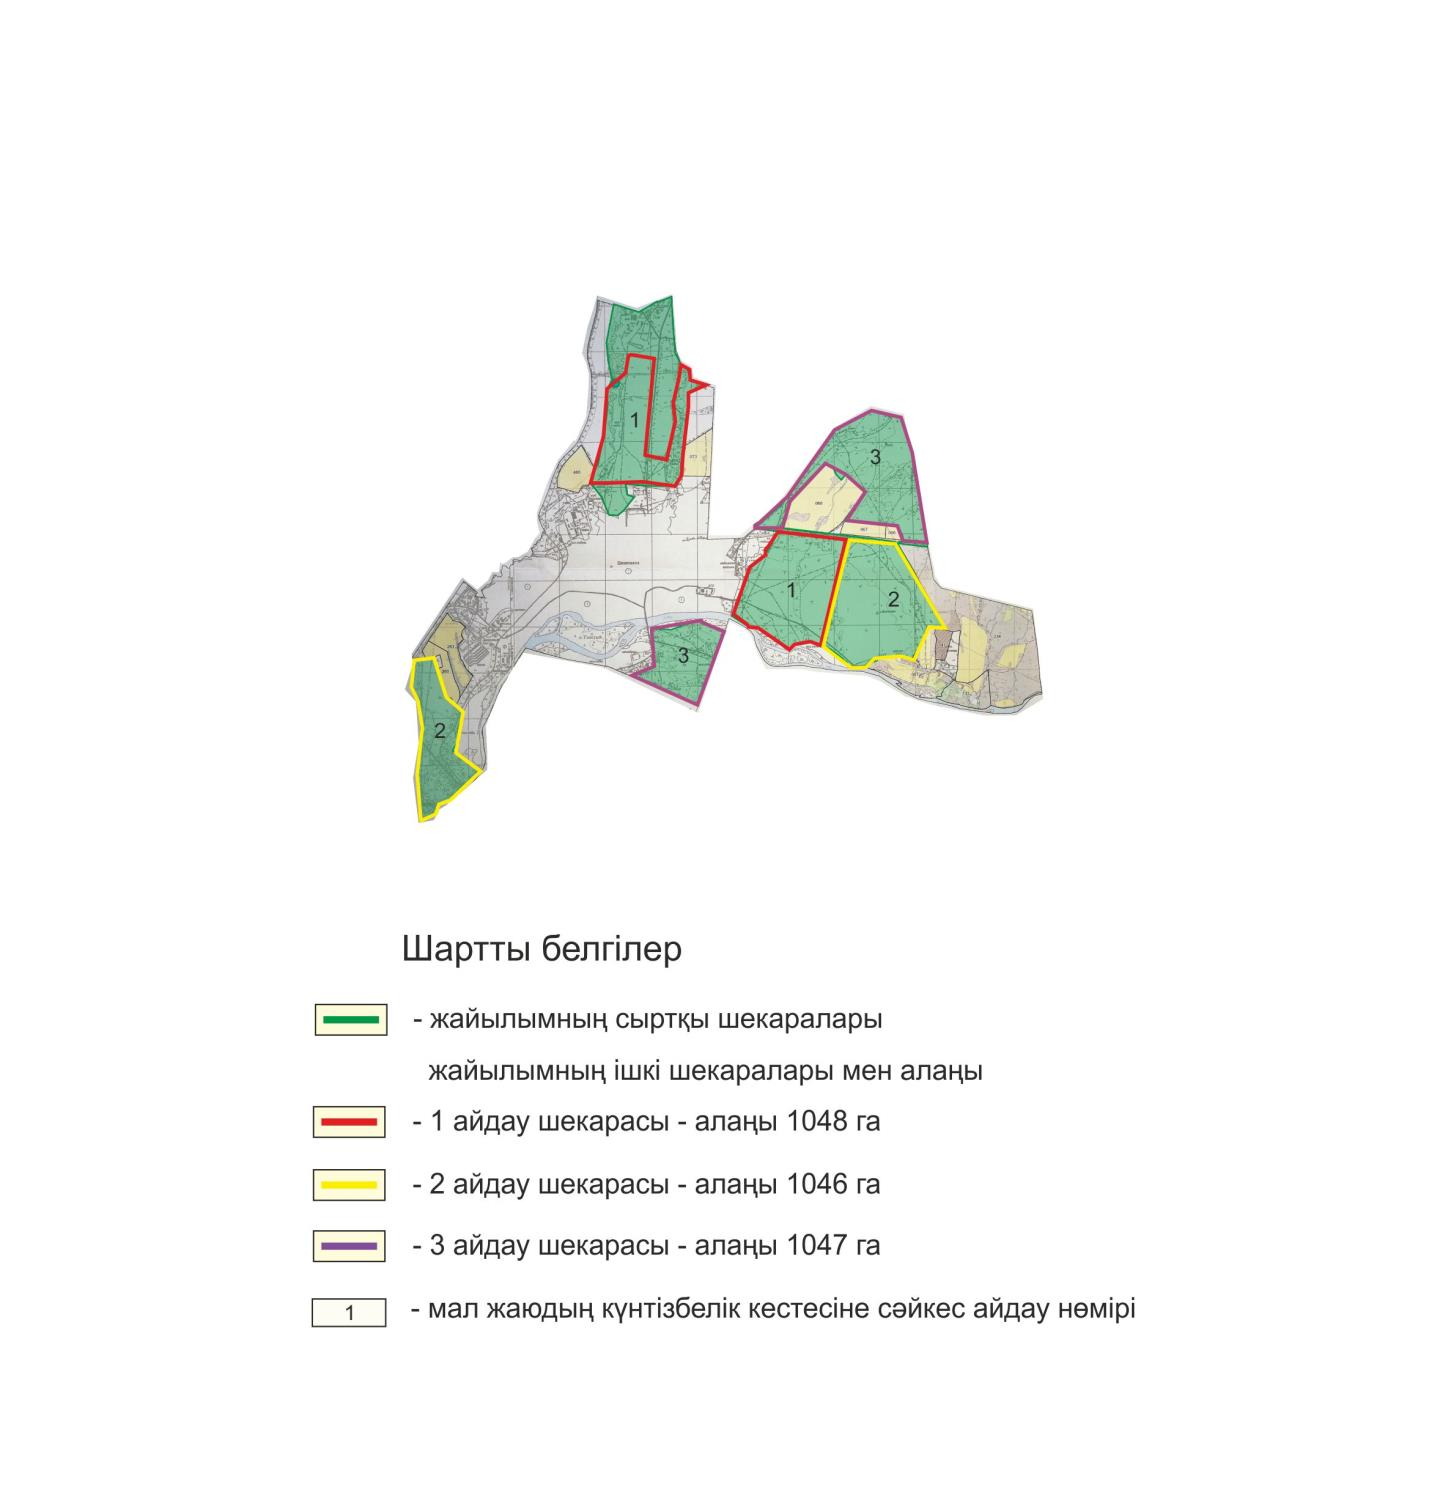 1
3
1
2
3
2
Шартты белгілер
- жайылымның сыртқы шекаралары
жайылымның ішкі шекаралары мен алаңы
- 1 айдау шекарасы - алаңы 1048 га
- 2 айдау шекарасы - алаңы 1046 га
- 3 айдау шекарасы - алаңы 1047 га
1 - мал жаюдың күнтізбелік кестесіне сәйкес айдау нөмірі